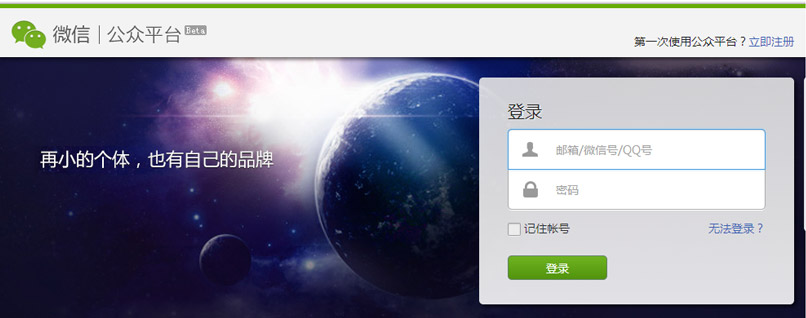 微信 | 公众平台 Beta
第一次使用公众平台？立即注册
再小的个体，也有自己的品牌
登录
邮箱/微信号/QQ号
密码
记住帐号 无法登录？
登录